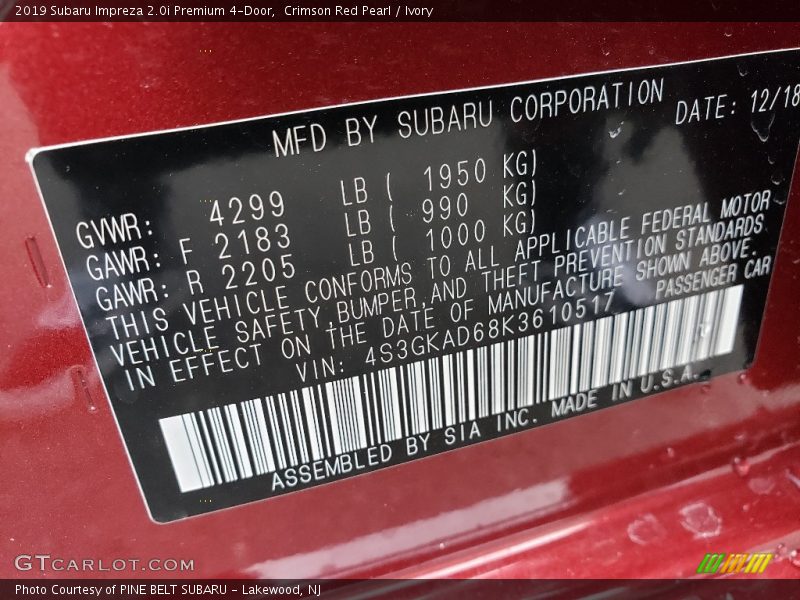 2019 Subaru Impreza 2.0i Premium 4-Door, Crimson Red Pearl / Ivory
MFD BY SUBARU CORPORATION DATE: 12/18
GVWR: 4299 LB ( 1950 KG)
GAWR: F 2183 LB ( 990 KG)
GAWR: R 2205 LB ( 1000 KG)
THIS VEHICLE CONFORMS TO ALL APPLICABLE FEDERAL MOTOR
VEHICLE SAFETY,BUMPER,AND THEFT PREVENTION STANDARDS
IN EFFECT ON THE DATE OF MANUFACTURE SHOWN ABOVE.
VIN: 4S3GKAD68K3610517 PASSENGER CAR
ASSEMBLED BY SIA INC. MADE IN U.S.A.
GTCARLOT.COM
Photo Courtesy of PINE BELT SUBARU - Lakewood, NJ